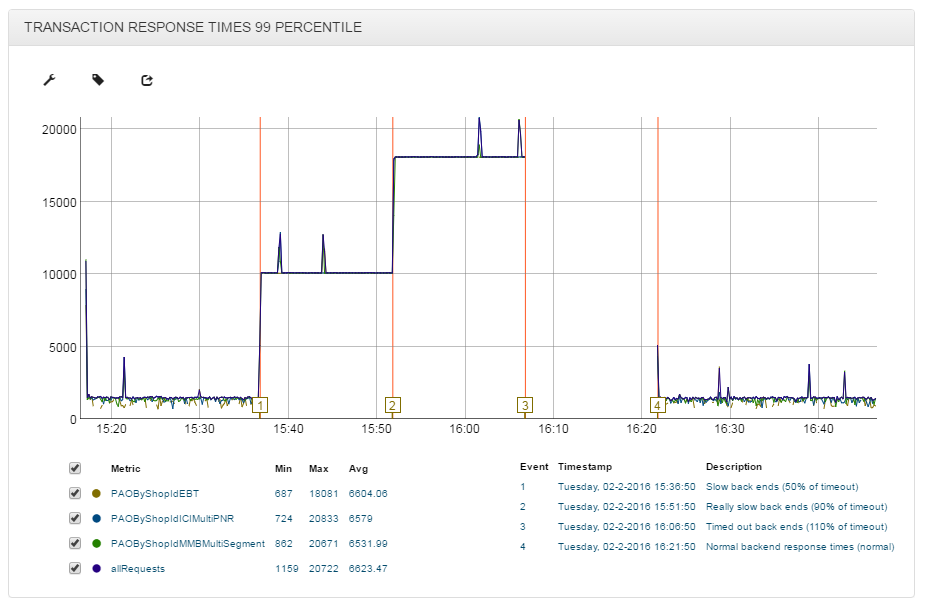 TRANSACTION RESPONSE TIMES 99 PERCENTILE
20000
15000
10000
5000
0
1 2 3 4
15:20 15:30 15:40 15:50 16:00 16:10 16:20 16:30 16:40
Metric Min Max Avg
PAOByShopIdEBT 687 18081 6604.06
PAOByShopIdICIMultiPNR 724 20833 6579
PAOByShopIdMMBMultiSegment 862 20671 6531.99
allRequests 1159 20722 6623.47
Event Timestamp Description
1 Tuesday, 02-2-2016 15:36:50 Slow back ends (50% of timeout)
2 Tuesday, 02-2-2016 15:51:50 Really slow back ends (90% of timeout)
3 Tuesday, 02-2-2016 16:06:50 Timed out back ends (110% of timeout)
4 Tuesday, 02-2-2016 16:21:50 Normal backend response times (normal)